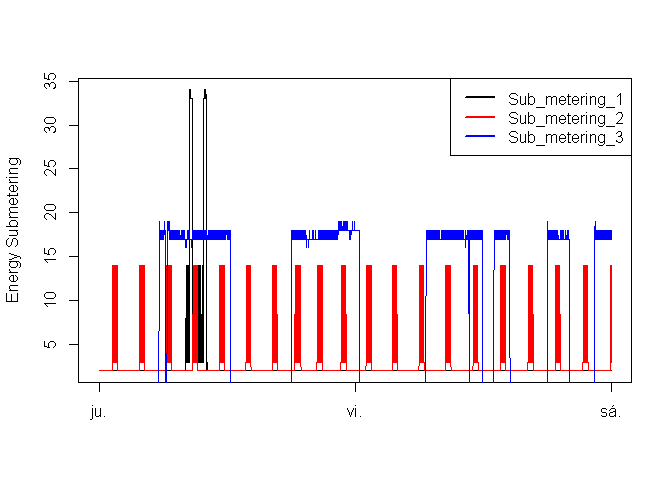 Energy Submetering
35
30
25
20
15
10
5
Sub_metering_1
Sub_metering_2
Sub_metering_3
ju.
vi.
sá.